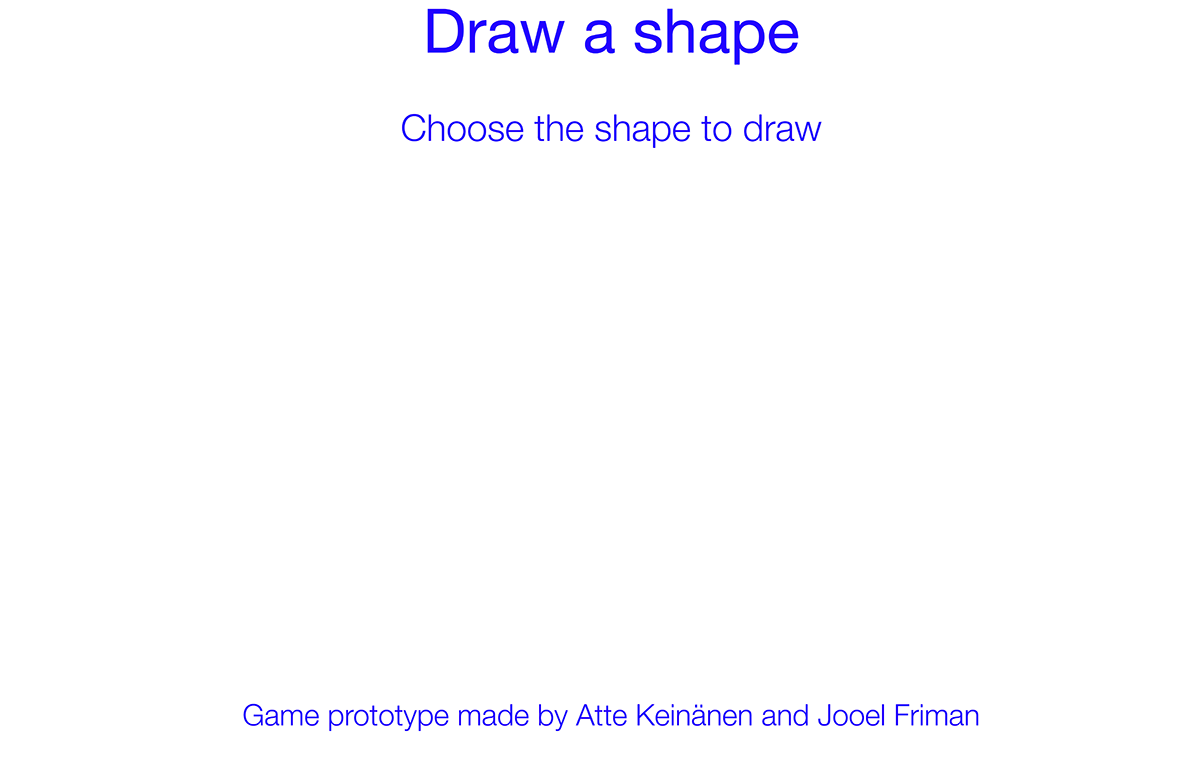 Draw a shape
Choose the shape to draw
Game prototype made by Atte Keinänen and Jooel Friman